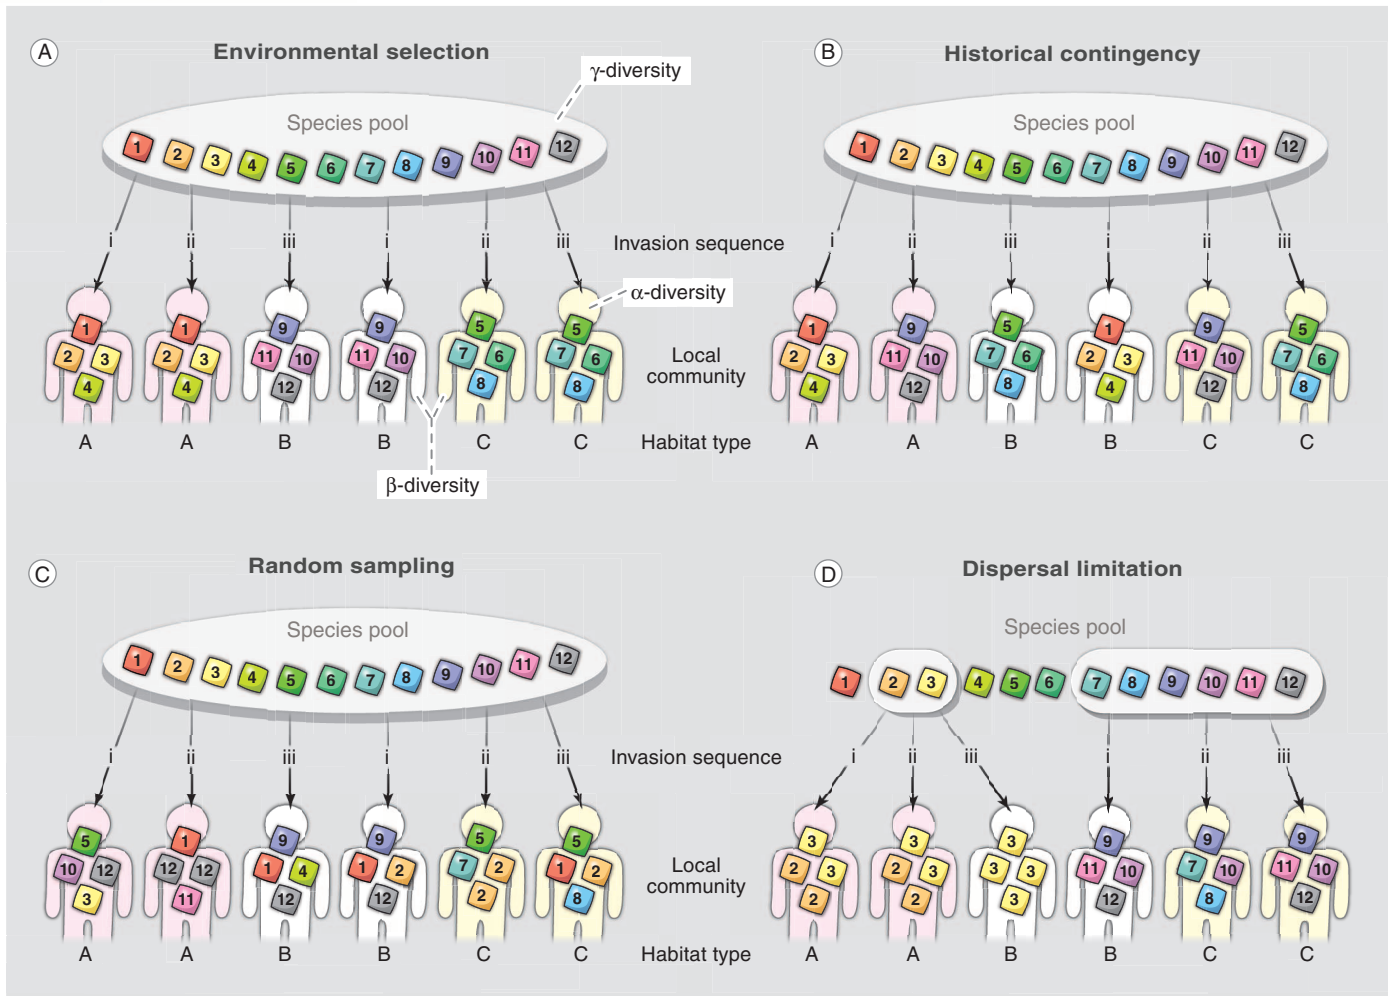 A Environmental selection
γ-diversity
Species pool
1 2 3 4 5 6 7 8 9 10 11 12
i ii iii i ii iii Invasion sequence
α-diversity
1 1 9 9 5 5
2 3 2 3 11 10 11 10 7 6 7 6
Local
community
4 4 12 12 8 8
A A B B C C Habitat type
β-diversity
B Historical contingency
Species pool
1 2 3 4 5 6 7 8 9 10 11 12
i ii iii i ii iii
1 9 5 1 9 5
2 3 11 10 7 6 2 3 11 10 7 6
4 12 8 4 12 8
A A B B C C
C Random sampling
Species pool
1 2 3 4 5 6 7 8 9 10 11 12
i ii iii i ii iii Invasion sequence
5 1 9 9 5 5
10 12 12 12 1 4 1 2 7 2 1 2
Local
community
3 11 12 12 2 8
A A B B C C Habitat type
D Dispersal limitation
Species pool
1 2 3 4 5 6 7 8 9 10 11 12
i ii iii i ii iii
3 3 3 9 9 9
2 3 2 3 3 3 11 10 7 10 11 10
2 2 3 12 8 12
A A B B C C